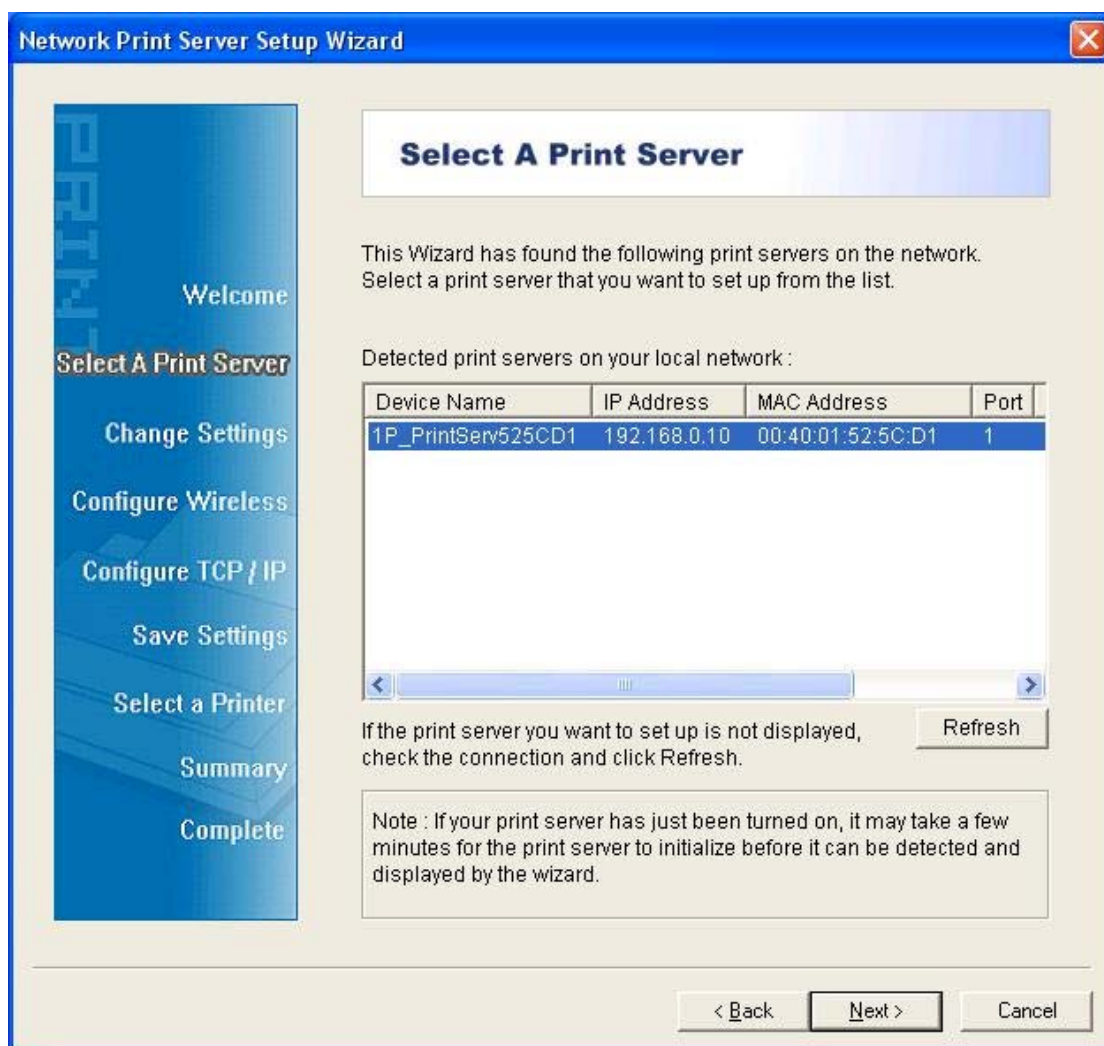 Network Print Server Setup Wizard
PRINT
Welcome
Select A Print Server
Change Settings
Configure Wireless
Configure TCP / IP
Save Settings
Select a Printer
Summary
Complete
Select A Print Server
This Wizard has found the following print servers on the network.
Select a print server that you want to set up from the list.
Detected print servers on your local network :
Device Name IP Address MAC Address Port
1P_PrintServ525CD1 192.168.0.10 00:40:01:52:5C:D1 1
If the print server you want to set up is not displayed,
check the connection and click Refresh.
Refresh
Note : If your print server has just been turned on, it may take a few
minutes for the print server to initialize before it can be detected and
displayed by the wizard.
< Back Next > Cancel